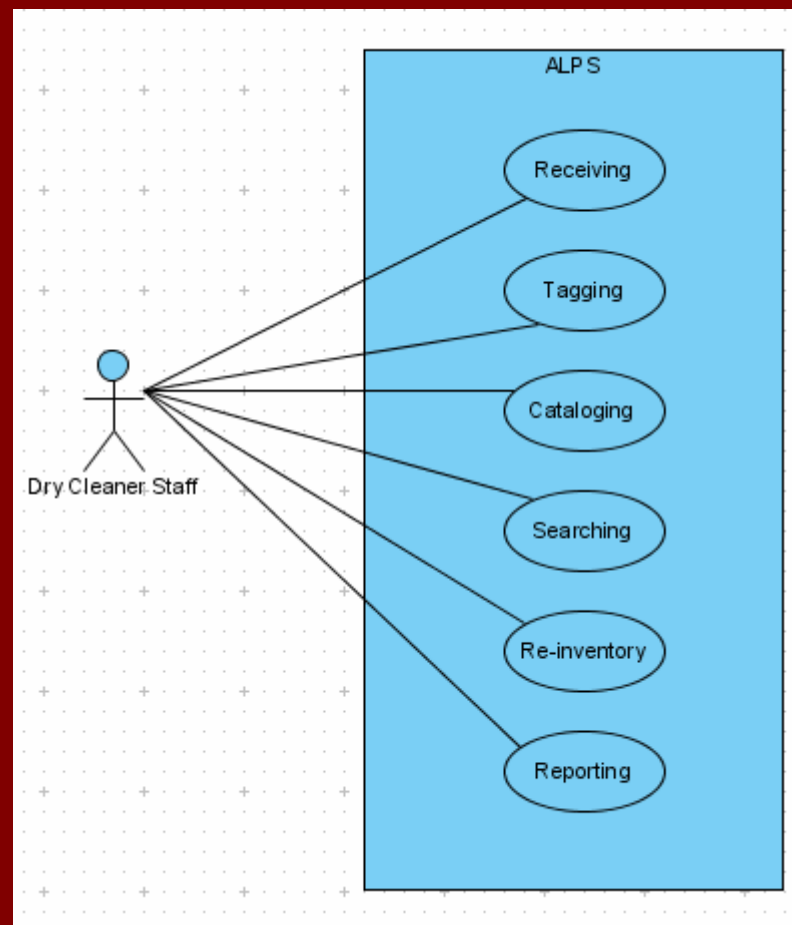 ALPS
Receiving
Tagging
Cataloging
Dry Cleaner Staff
Searching
Re-inventory
Reporting